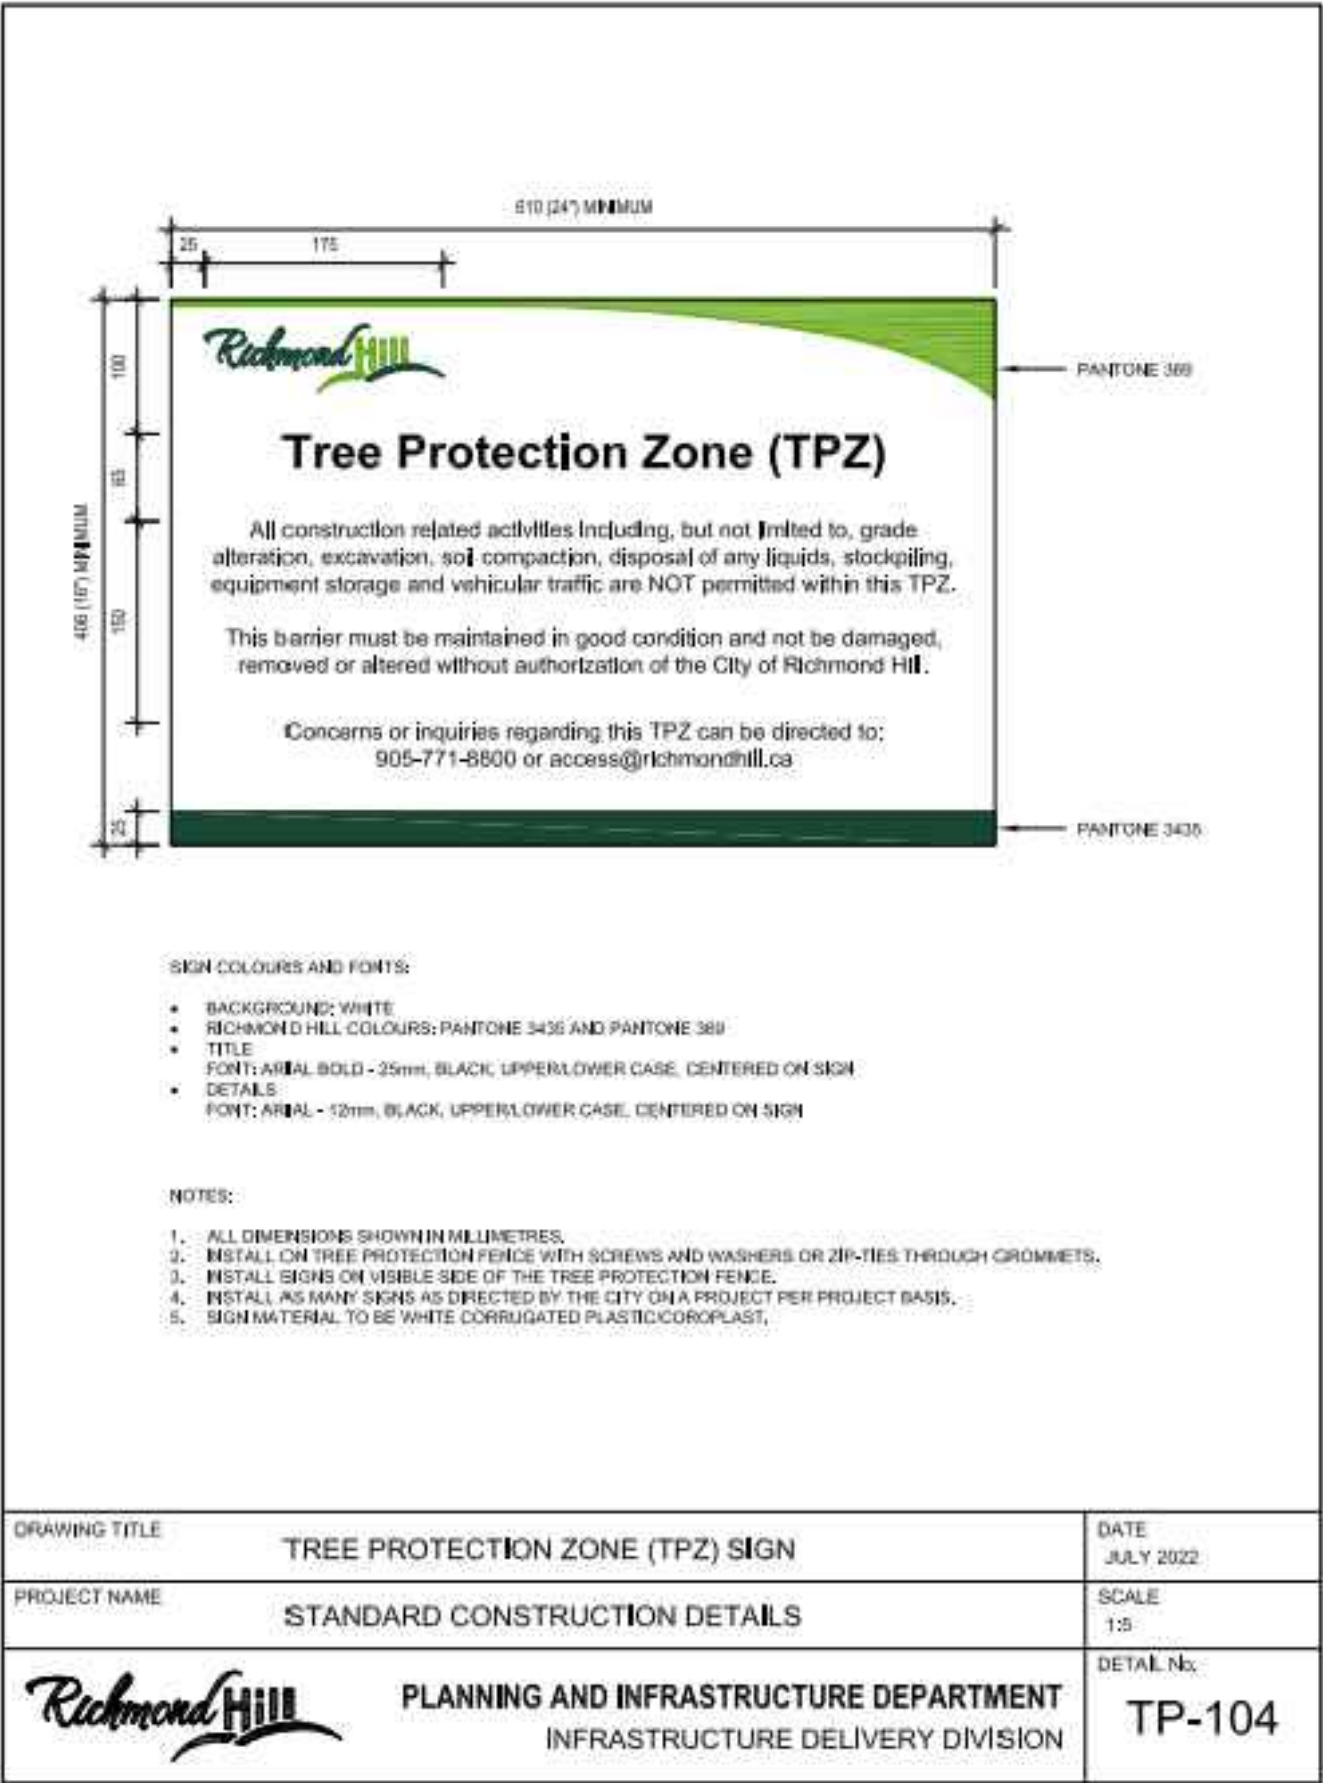 610 (24") MINIMUM
25
175
100
65
150
25
406 (16") MINIMUM
Richmond Hill
PANTONE 369
Tree Protection Zone (TPZ)
All construction related activities including, but not limited to, grade
alteration, excavation, soil compaction, disposal of any liquids, stockpiling,
equipment storage and vehicular traffic are NOT permitted within this TPZ.
This barrier must be maintained in good condition and not be damaged,
removed or altered without authorization of the City of Richmond Hill.
Concerns or inquiries regarding this TPZ can be directed to:
905-771-8800 or access@richmondhill.ca
PANTONE 3435
SIGN COLOURS AND FONTS:
• BACKGROUND: WHITE
• RICHMOND HILL COLOURS: PANTONE 3435 AND PANTONE 369
• TITLE
FONT: ARIAL BOLD - 25mm, BLACK, UPPER/LOWER CASE, CENTERED ON SIGN
• DETAILS
FONT: ARIAL - 12mm, BLACK, UPPER/LOWER CASE, CENTERED ON SIGN
NOTES:
1. ALL DIMENSIONS SHOWN IN MILLIMETRES.
2. INSTALL ON TREE PROTECTION FENCE WITH SCREWS AND WASHERS OR ZIP-TIES THROUGH GROMMETS.
3. INSTALL SIGNS ON VISIBLE SIDE OF THE TREE PROTECTION FENCE.
4. INSTALL AS MANY SIGNS AS DIRECTED BY THE CITY ON A PROJECT PER PROJECT BASIS.
5. SIGN MATERIAL TO BE WHITE CORRUGATED PLASTIC/COROPLAST.
DRAWING TITLE
TREE PROTECTION ZONE (TPZ) SIGN
DATE
JULY 2022
PROJECT NAME
STANDARD CONSTRUCTION DETAILS
SCALE
1:5
Richmond Hill
PLANNING AND INFRASTRUCTURE DEPARTMENT
INFRASTRUCTURE DELIVERY DIVISION
DETAIL No.
TP-104